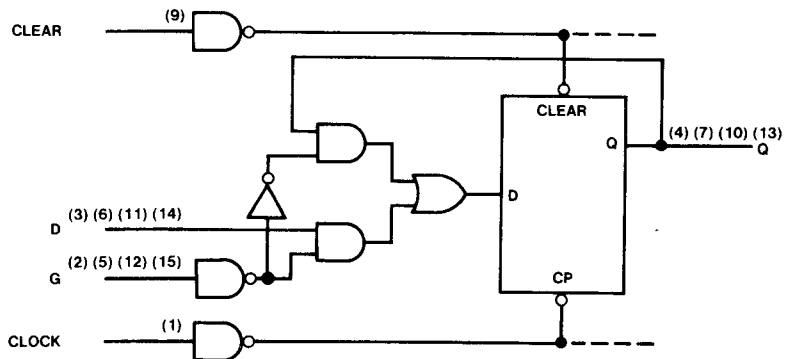 CLEAR (9)
CLEAR
Q (4) (7) (10) (13) Q
D
D (3) (6) (11) (14)
G (2) (5) (12) (15)
CP
CLOCK (1)